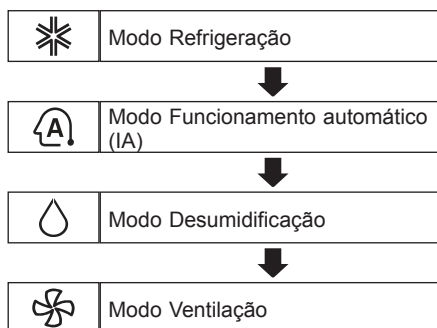 Modo Refrigeração
A
Modo Funcionamento automático
(IA)
Modo Desumidificação
Modo Ventilação